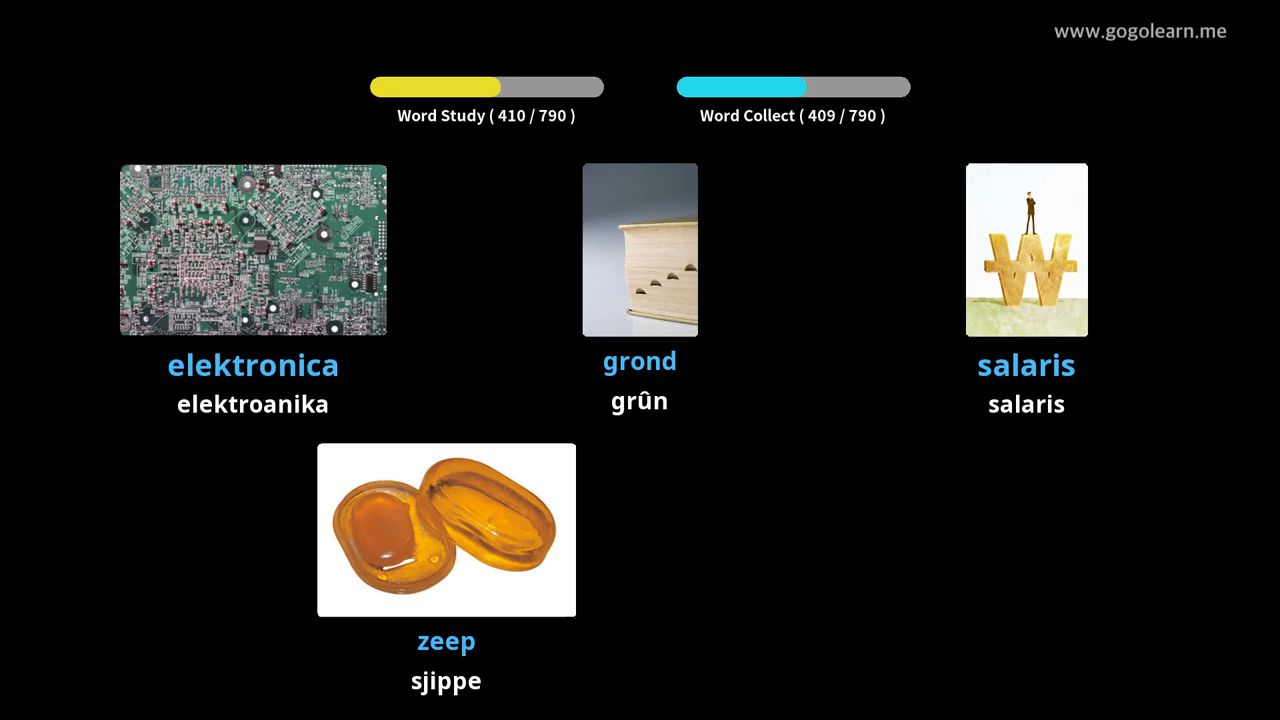 www.gogolearn.me
Word Study ( 410 / 790 )
Word Collect ( 409 / 790 )
elektronica
elektroanika
grond
grûn
salaris
salaris
zeep
sjippe